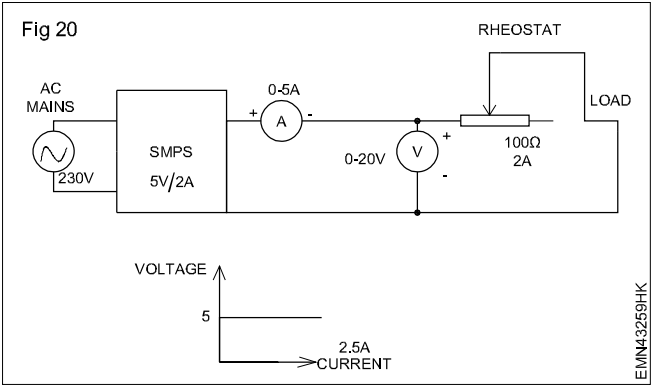 Fig 20
RHEOSTAT
AC
MAINS
0-5A
+
-
A
LOAD
SMPS
5V/2A
230V
0-20V
V
+
-
100Ω
2A
VOLTAGE
5
2.5A
CURRENT
EMN43259HK